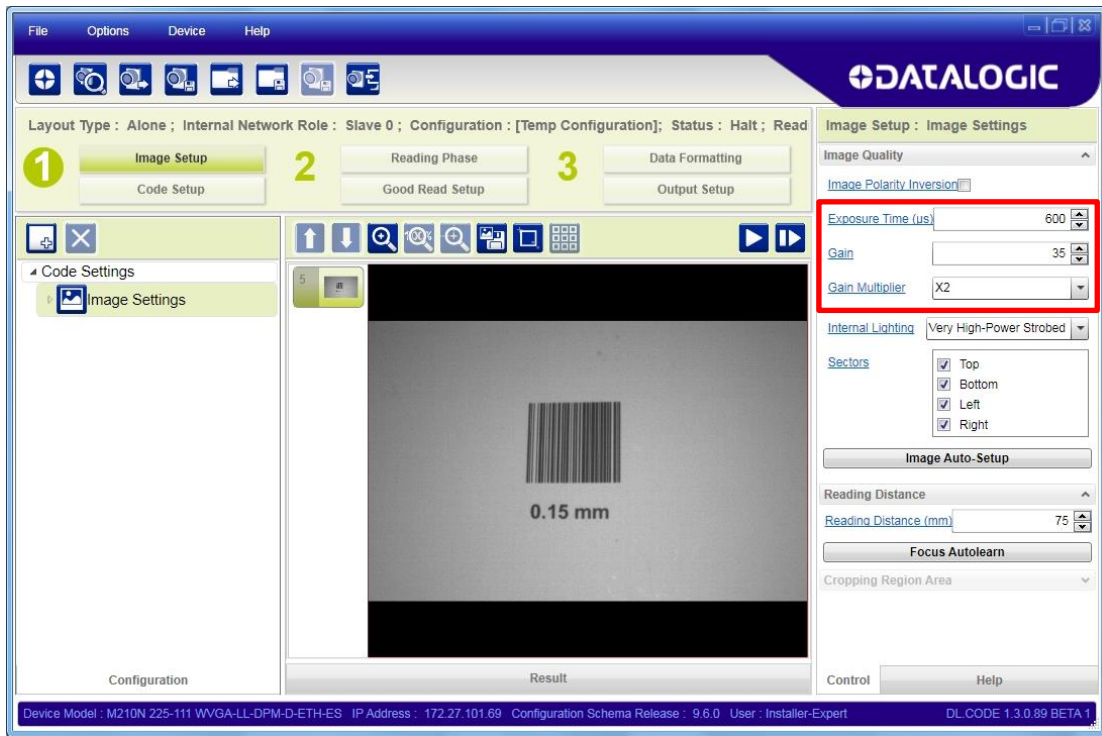 File Options Device Help
DATALOGIC
Layout Type : Alone ; Internal Network Role : Slave 0 ; Configuration : [Temp Configuration]; Status : Halt ; Read
1 Image Setup 2 Reading Phase 3 Data Formatting
Code Setup Good Read Setup Output Setup
Code Settings
Image Settings
100%
5
0.15 mm
Configuration
Result
Image Setup : Image Settings
Image Quality
Image Polarity Inversion
Exposure Time (us) 600
Gain 35
Gain Multiplier X2
Internal Lighting Very High-Power Strobed
Sectors Top
Bottom
Left
Right
Image Auto-Setup
Reading Distance
Reading Distance (mm) 75
Focus Autolearn
Cropping Region Area
Control Help
Device Model : M210N 225-111 WVGA-LL-DPM-D-ETH-ES IP Address : 172.27.101.69 Configuration Schema Release : 9.6.0 User : Installer-Expert DL.CODE 1.3.0.89 BETA 1